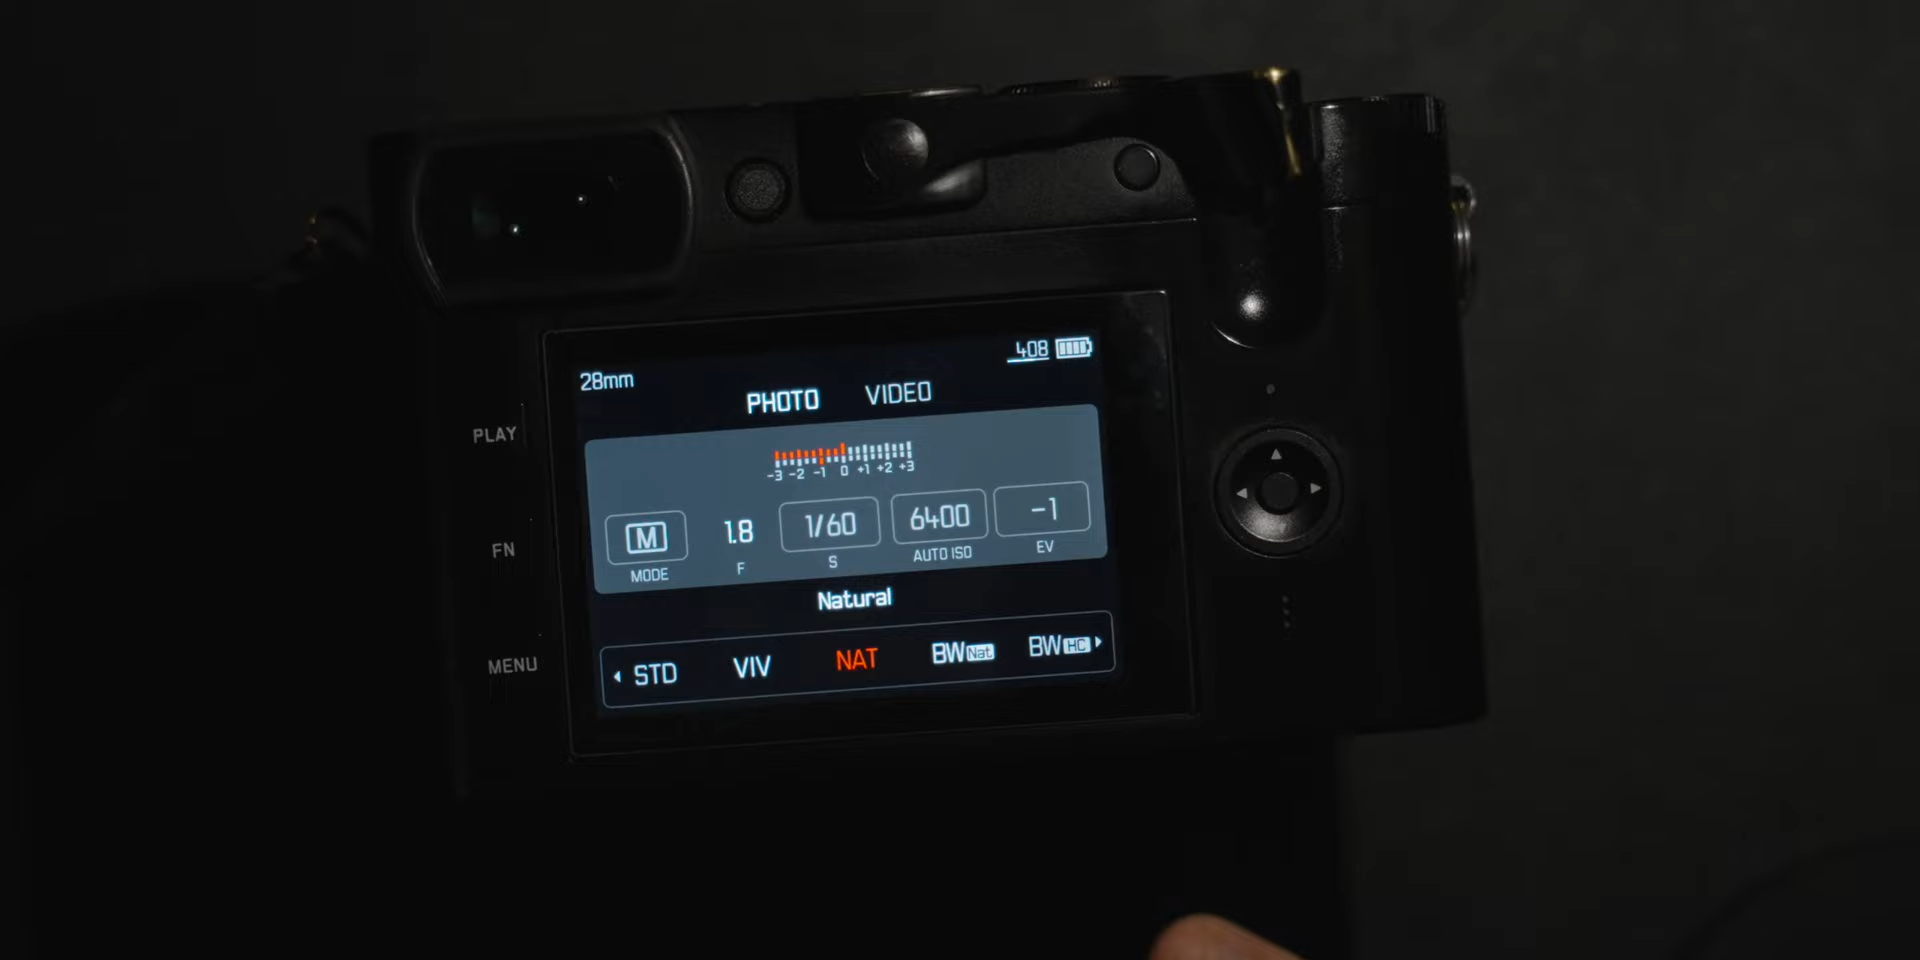 408
28mm
PHOTO VIDEO
PLAY
-3 -2 -1 0 +1 +2 +3
M 1.8 1/60 6400 -1
MODE F S AUTO ISO EV
FN
Natural
STD VIV NAT BW Nat BW HC
MENU